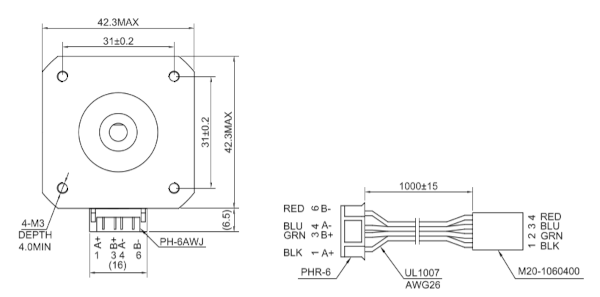 42.3MAX
31±0.2
31±0.2
42.3MAX
4-M3
DEPTH
4.0MIN
A+ B+ A- B-
1 3 4 6
(16)
(6.5)
PH-6AWJ
1000±15
RED 6 B-
BLU 4 A-
GRN 3 B+
BLK 1 A+
PHR-6
UL1007
AWG26
4 RED
3 BLU
2 GRN
1 BLK
M20-1060400